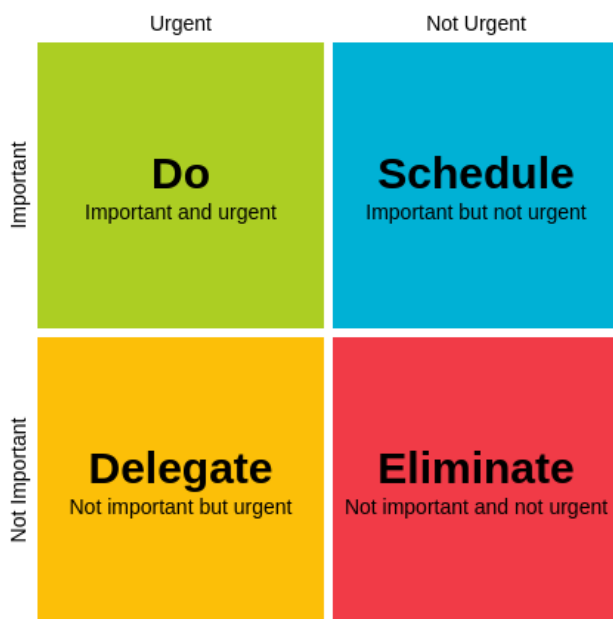 Urgent
Not Urgent
Important
Do
Important and urgent
Schedule
Important but not urgent
Not Important
Delegate
Not important but urgent
Eliminate
Not important and not urgent